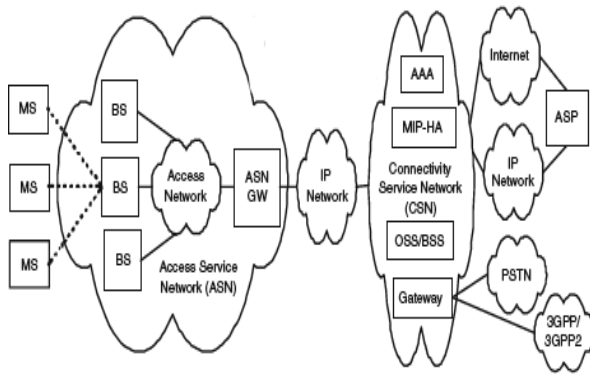 MS
MS
MS
BS
BS
BS
Access
Network
ASN
GW
Access Service
Network (ASN)
IP
Network
AAA
MIP-HA
Connectivity
Service Network
(CSN)
OSS/BSS
Gateway
Internet
IP
Network
ASP
PSTN
3GPP/
3GPP2